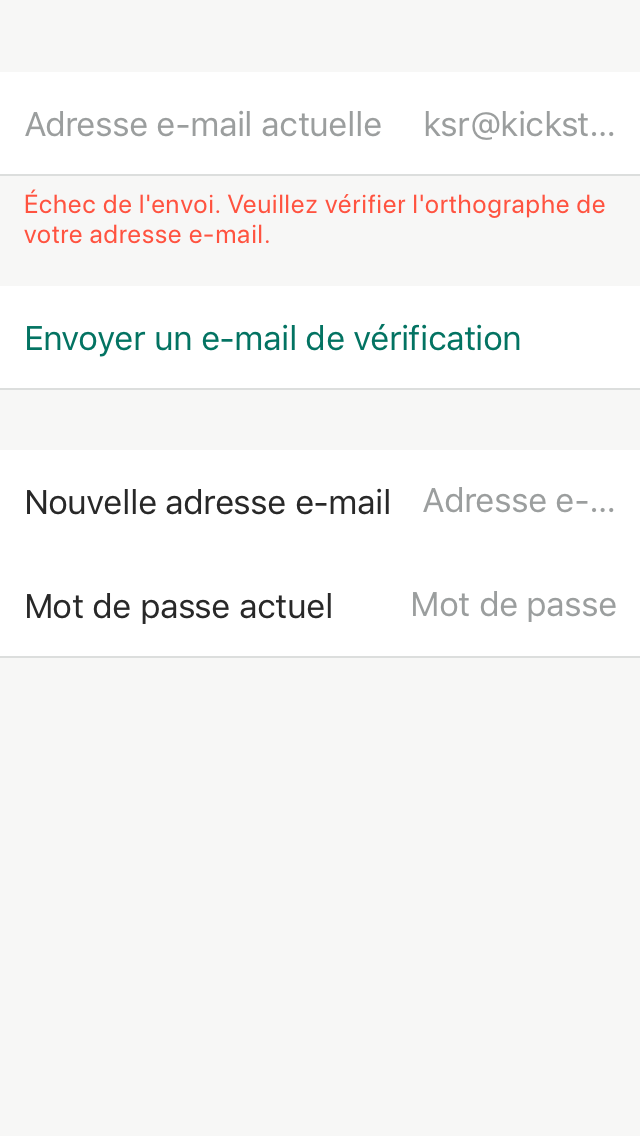 Adresse e-mail actuelle ksr@kickst...
Échec de l'envoi. Veuillez vérifier l'orthographe de
votre adresse e-mail.
Envoyer un e-mail de vérification
Nouvelle adresse e-mail Adresse e-...
Mot de passe actuel Mot de passe